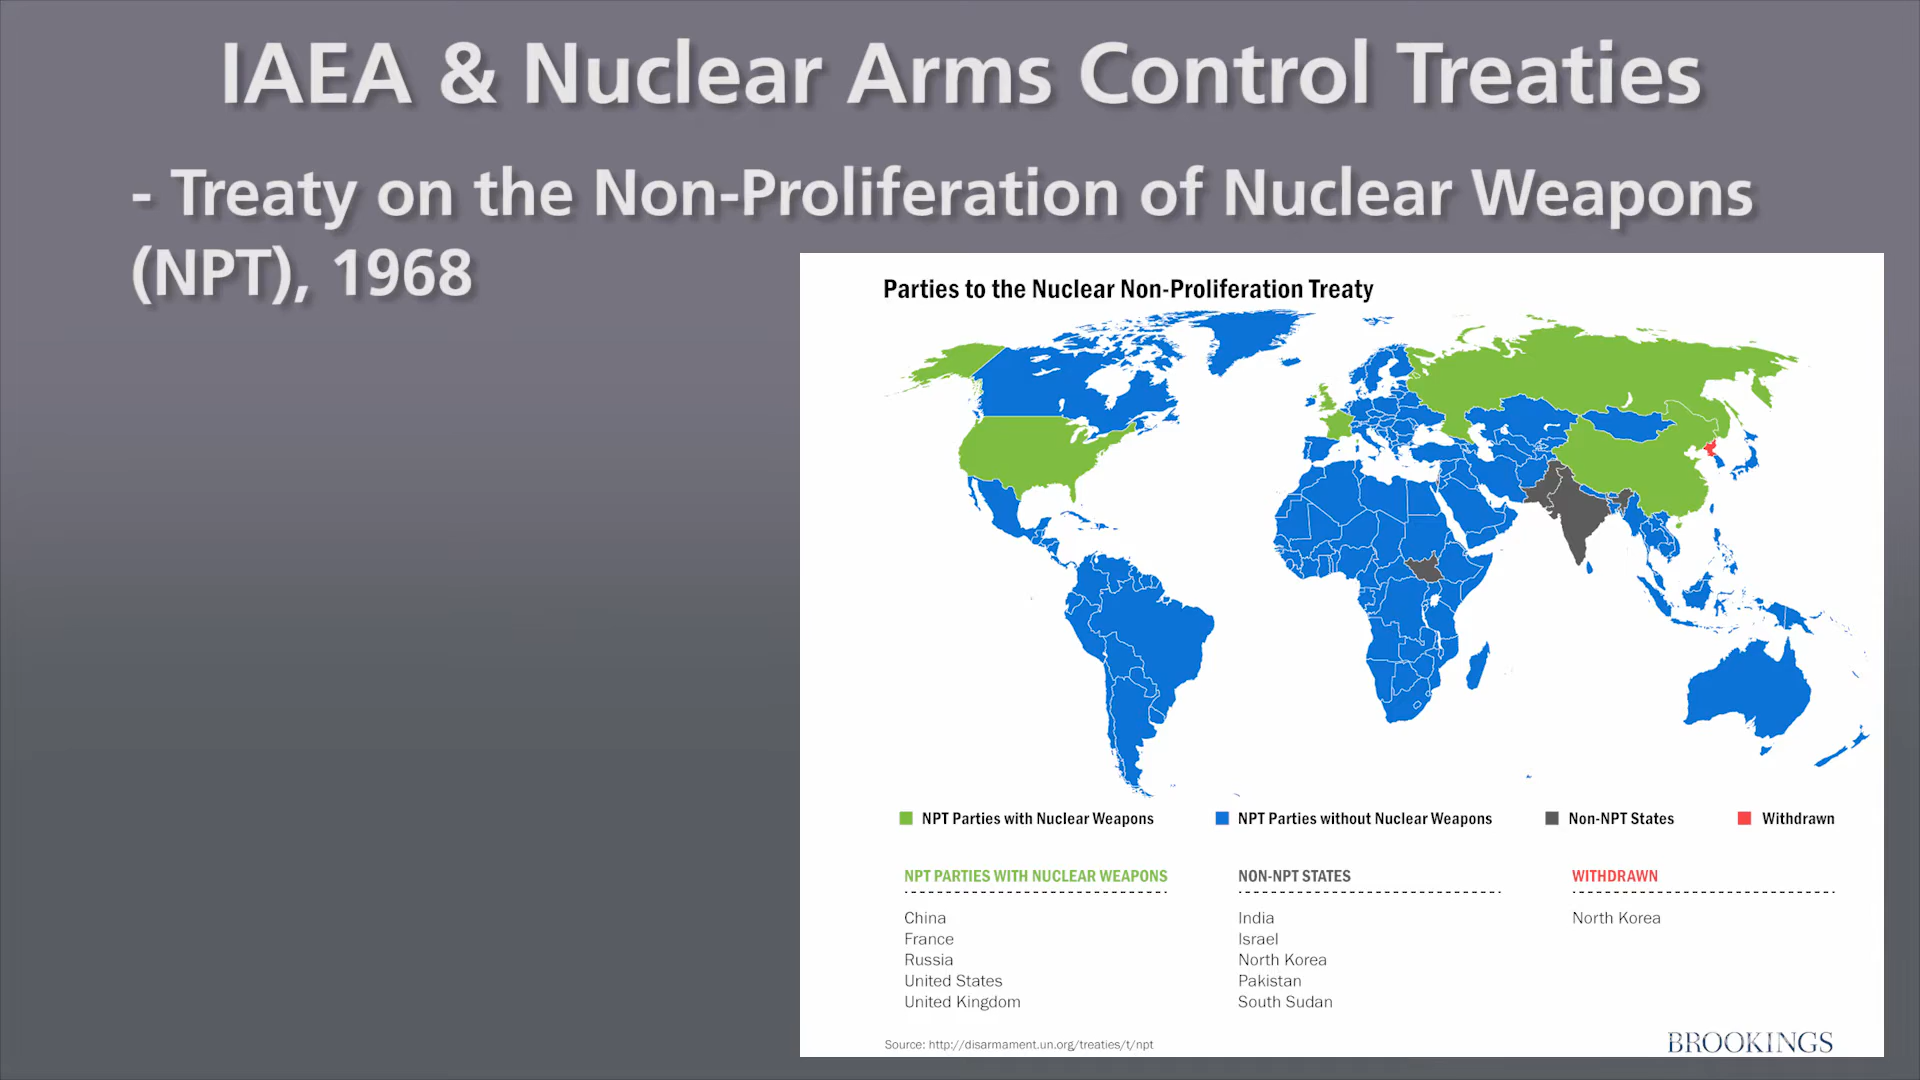 IAEA & Nuclear Arms Control Treaties
- Treaty on the Non-Proliferation of Nuclear Weapons
(NPT), 1968
Parties to the Nuclear Non-Proliferation Treaty
NPT Parties with Nuclear Weapons
NPT Parties without Nuclear Weapons
Non-NPT States
Withdrawn
NPT PARTIES WITH NUCLEAR WEAPONS
China
France
Russia
United States
United Kingdom
NON-NPT STATES
India
Israel
North Korea
Pakistan
South Sudan
WITHDRAWN
North Korea
Source: http://disarmament.un.org/treaties/t/npt
BROOKINGS